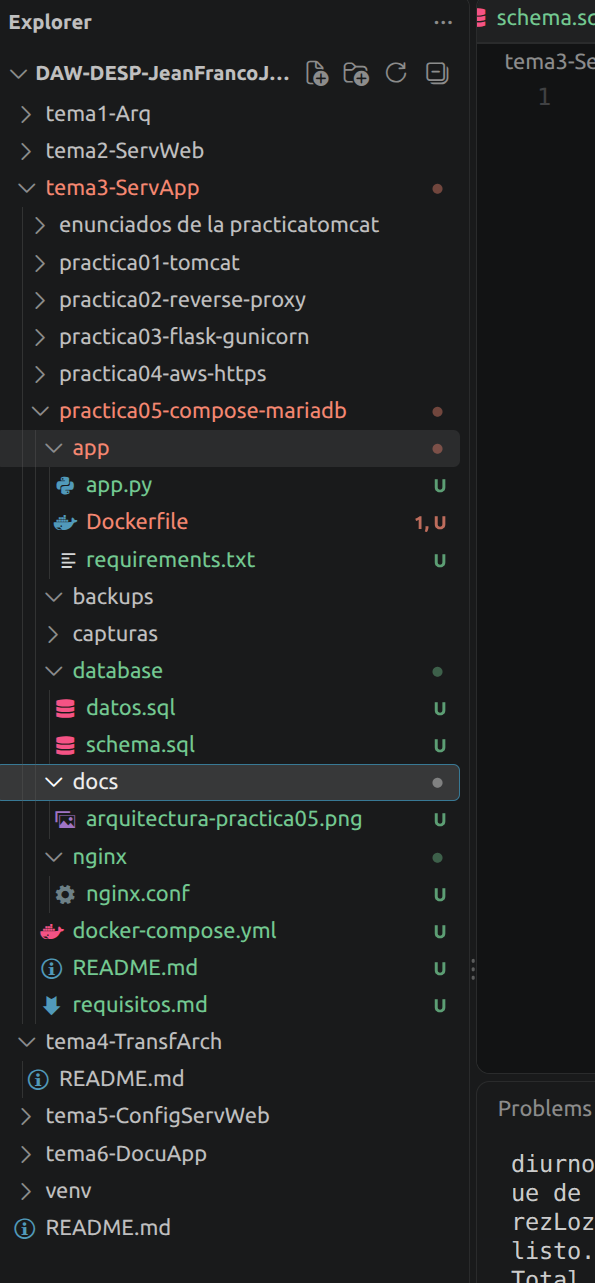 Explorer ···
schema.sc
DAW-DESP-JeanFrancoJ...
tema3-Se
1
tema1-Arq
tema2-ServWeb
tema3-ServApp
enunciados de la practicatomcat
practica01-tomcat
practica02-reverse-proxy
practica03-flask-gunicorn
practica04-aws-https
practica05-compose-mariadb
app
app.py U
Dockerfile 1, U
requirements.txt U
backups
capturas
database
datos.sql U
schema.sql U
docs
arquitectura-practica05.png U
nginx
nginx.conf U
docker-compose.yml U
README.md U
requisitos.md U
tema4-TransfArch
README.md
tema5-ConfigServWeb
tema6-DocuApp
venv
README.md
Problems
diurno
ue de
rezLoz
listo.
Total